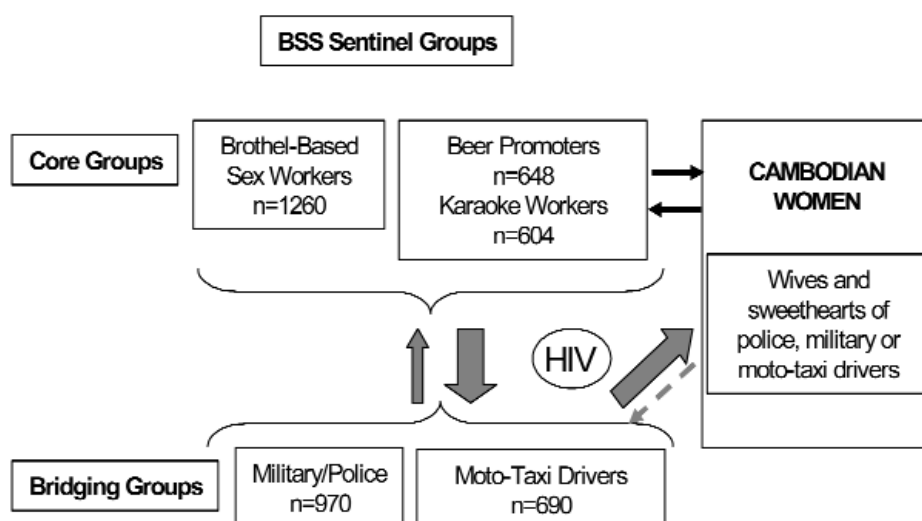 BSS Sentinel Groups
Core Groups
Brothel-Based
Sex Workers
n=1260
Beer Promoters
n=648
Karaoke Workers
n=604
CAMBODIAN
WOMEN
Wives and
sweethearts of
police, military or
moto-taxi drivers
HIV
Bridging Groups
Military/Police
n=970
Moto-Taxi Drivers
n=690